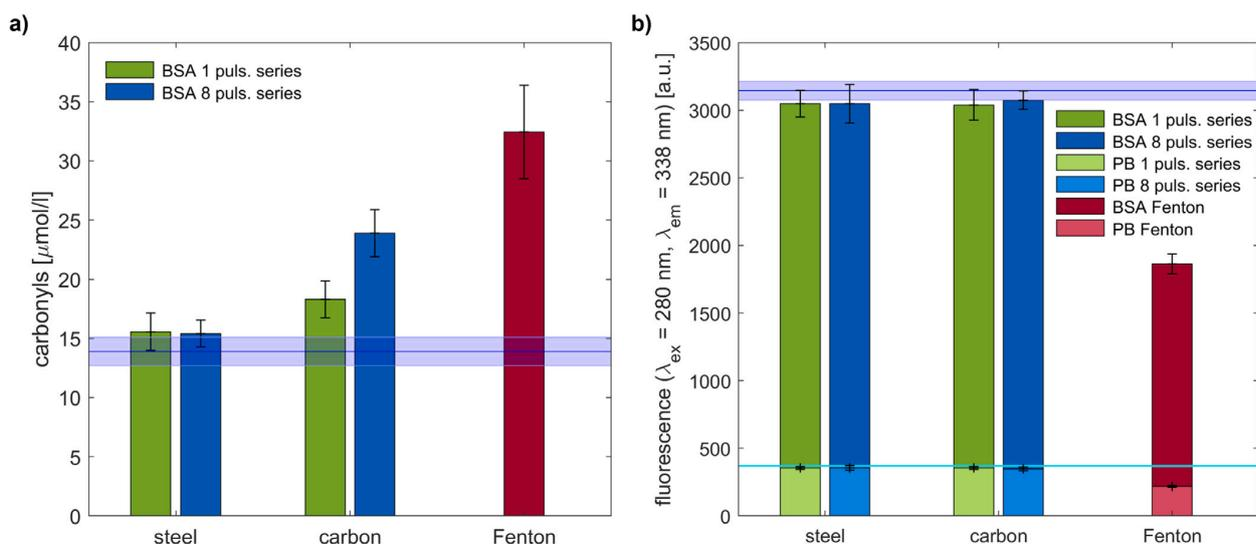 a)
40
35
30
25
20
15
10
5
0
carbonyls [μmol/l]
BSA 1 puls. series
BSA 8 puls. series
steel
carbon
Fenton
b)
3500
3000
2500
2000
1500
1000
500
0
fluorescence (λex = 280 nm, λem = 338 nm) [a.u.]
BSA 1 puls. series
BSA 8 puls. series
PB 1 puls. series
PB 8 puls. series
BSA Fenton
PB Fenton
steel
carbon
Fenton